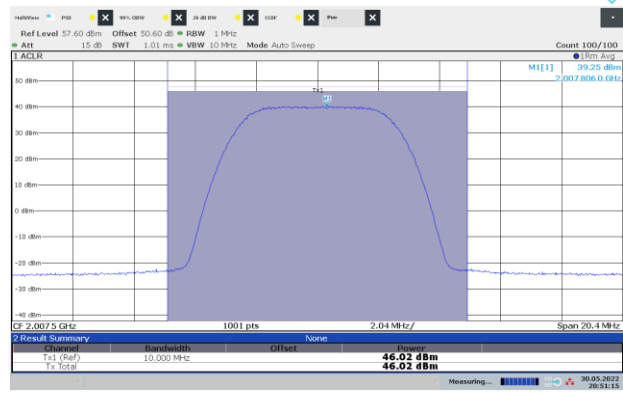 MultiView PSD X 99% OBW X 26 dB BW X CCDF X Pwr X
Ref Level 57.60 dBm Offset 50.60 dB RBW 1 MHz
Att 15 dB SWT 1.01 ms VBW 10 MHz Mode Auto Sweep Count 100/100
1 ACLR 1Rm Avg
M1[1] 39.25 dBm
2.007 806 0 GHz
50 dBm
Tx1
M1
40 dBm
30 dBm
20 dBm
10 dBm
0 dBm
-10 dBm
-20 dBm
-30 dBm
-40 dBm
CF 2.0075 GHz 1001 pts 2.04 MHz/ Span 20.4 MHz
2 Result Summary None
Channel Bandwidth Offset Power
Tx1 (Ref) 10.000 MHz 46.02 dBm
Tx Total 46.02 dBm
Measuring... 30.05.2022
20:51:15